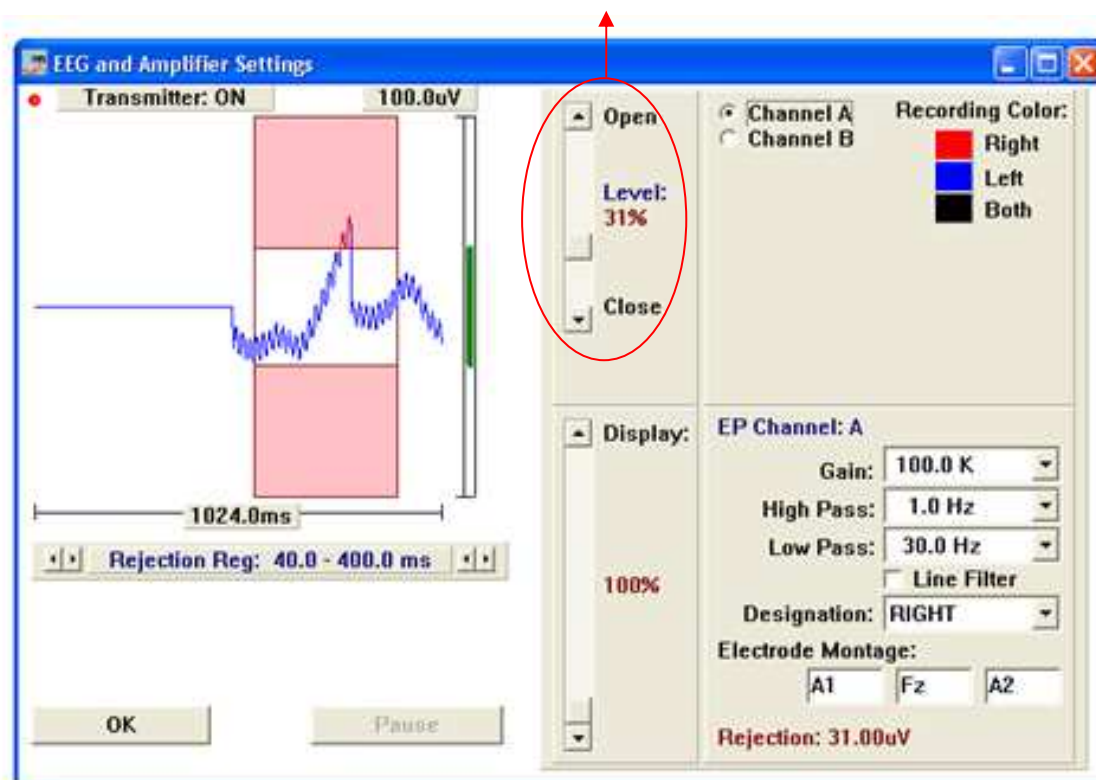 EEG and Amplifier Settings
Transmitter: ON
100.0uV
1024.0ms
Rejection Reg: 40.0 - 400.0 ms
OK
Pause
Open
Level:
31%
Close
Display:
100%
Channel A
Channel B
Recording Color:
Right
Left
Both
EP Channel: A
Gain: 100.0 K
High Pass: 1.0 Hz
Low Pass: 30.0 Hz
Line Filter
Designation: RIGHT
Electrode Montage:
A1 Fz A2
Rejection: 31.00uV